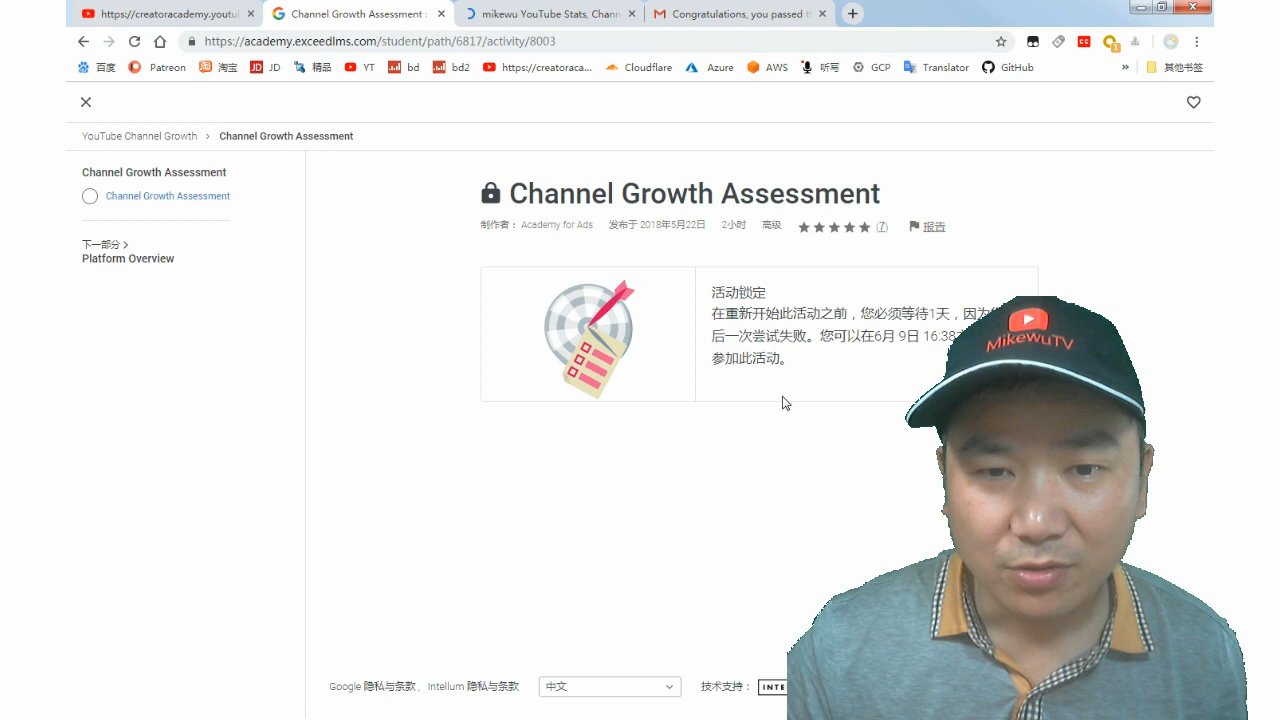 https://creatoracademy.youtul
Channel Growth Assessment :
mikewu YouTube Stats, Chann
Congratulations, you passed t
https://academy.exceedlms.com/student/path/6817/activity/8003
百度
Patreon
淘宝
JD
JD
精品
YT
bd
bd2
https://creatoraca...
Cloudflare
Azure
AWS
听写
GCP
Translator
GitHub
»
其他书签
YouTube Channel Growth > Channel Growth Assessment
Channel Growth Assessment
Channel Growth Assessment
下一部分 >
Platform Overview
Channel Growth Assessment
制作者： Academy for Ads 发布于 2018年5月22日 2小时 高级 (7) 报告
活动锁定
在重新开始此活动之前，您必须等待1天，因为
后一次尝试失败。您可以在6月 9日 16:38
参加此活动。
MikeWuTV
Google 隐私与条款、Intellum 隐私与条款
中文
技术支持：
INTE